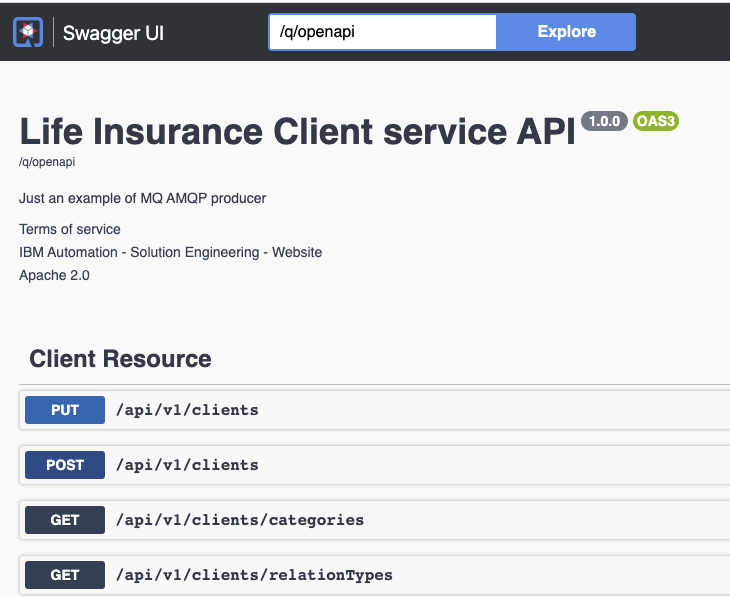 Swagger UI
/q/openapi
Explore
Life Insurance Client service API 1.0.0 OAS3
/q/openapi
Just an example of MQ AMQP producer
Terms of service
IBM Automation - Solution Engineering - Website
Apache 2.0
Client Resource
PUT /api/v1/clients
POST /api/v1/clients
GET /api/v1/clients/categories
GET /api/v1/clients/relationTypes